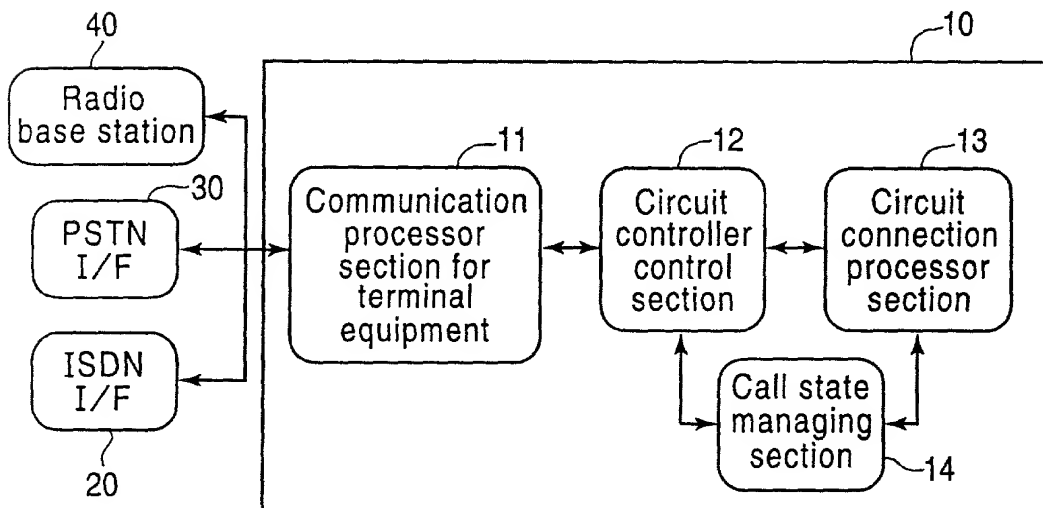 40
10
Radio
base station
30
PSTN
I/F
ISDN
I/F
20
11
Communication
processor
section for
terminal
equipment
12
Circuit
controller
control
section
13
Circuit
connection
processor
section
Call state
managing
section
14